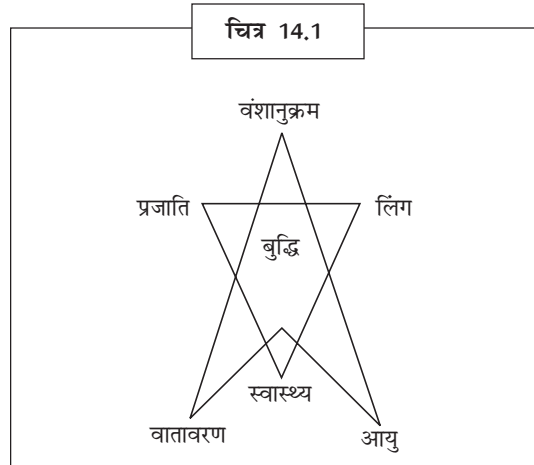 चित्र 14.1
वंशानुक्रम
प्रजाति लिंग
बुद्धि
स्वास्थ्य
वातावरण आयु